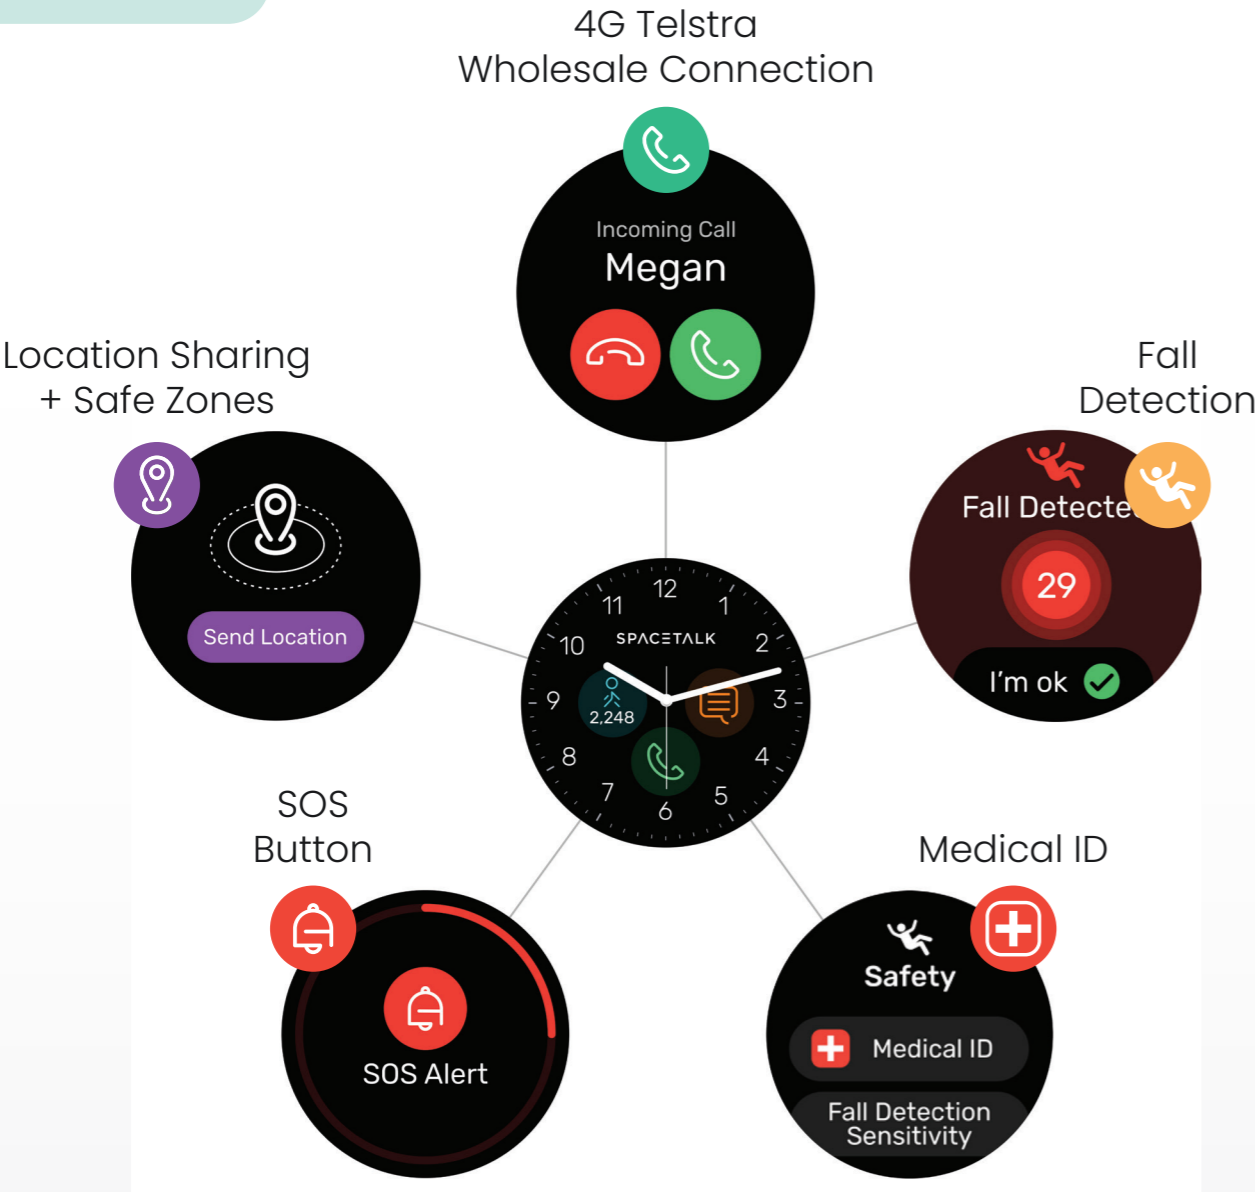 4G Telstra
Wholesale Connection
Incoming Call
Megan
Location Sharing
+ Safe Zones
Send Location
Fall
Detection
Fall Detecte
29
I'm ok
12
11
1
SPACETALK
10
2
2,248
9
3
8
4
7
5
6
SOS
Button
SOS Alert
Medical ID
Safety
Medical ID
Fall Detection
Sensitivity